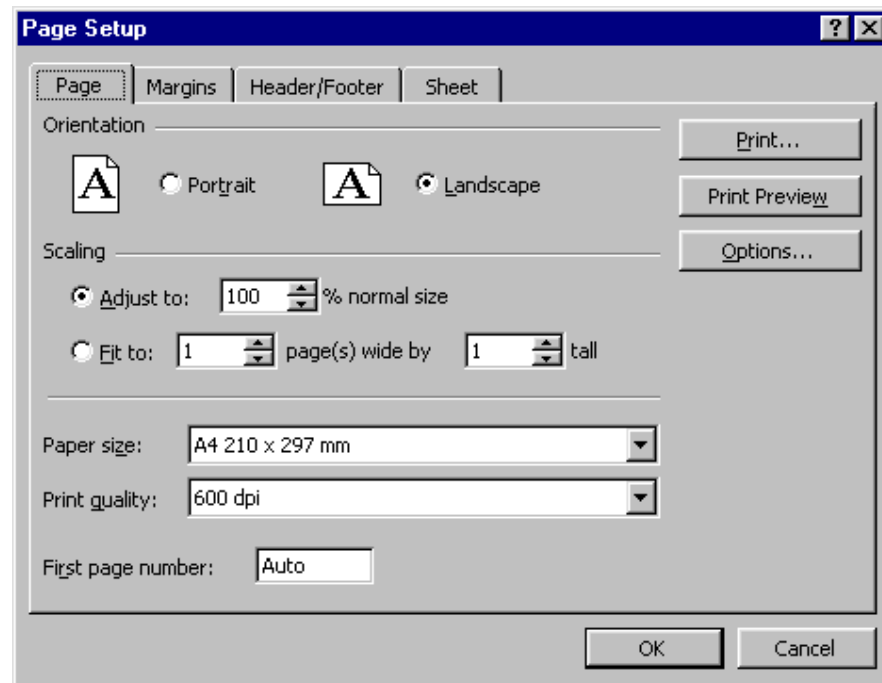 Page Setup
Page Margins Header/Footer Sheet
Orientation
A Portrait A Landscape
Print...
Print Preview
Scaling
Options...
Adjust to: 100 % normal size
Fit to: 1 page(s) wide by 1 tall
Paper size: A4 210 x 297 mm
Print quality: 600 dpi
First page number: Auto
OK Cancel